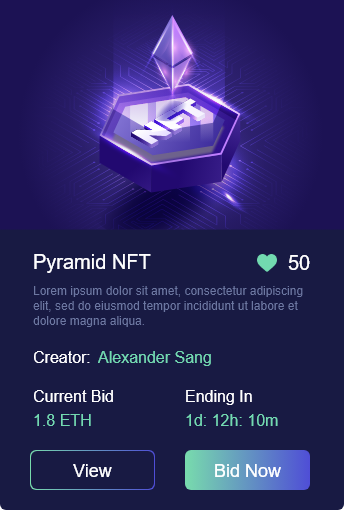 NFT
Pyramid NFT
50
Lorem ipsum dolor sit amet, consectetur adipiscing
elit, sed do eiusmod tempor incididunt ut labore et
dolore magna aliqua.
Creator: Alexander Sang
Current Bid
Ending In
1.8 ETH
1d: 12h: 10m
View
Bid Now